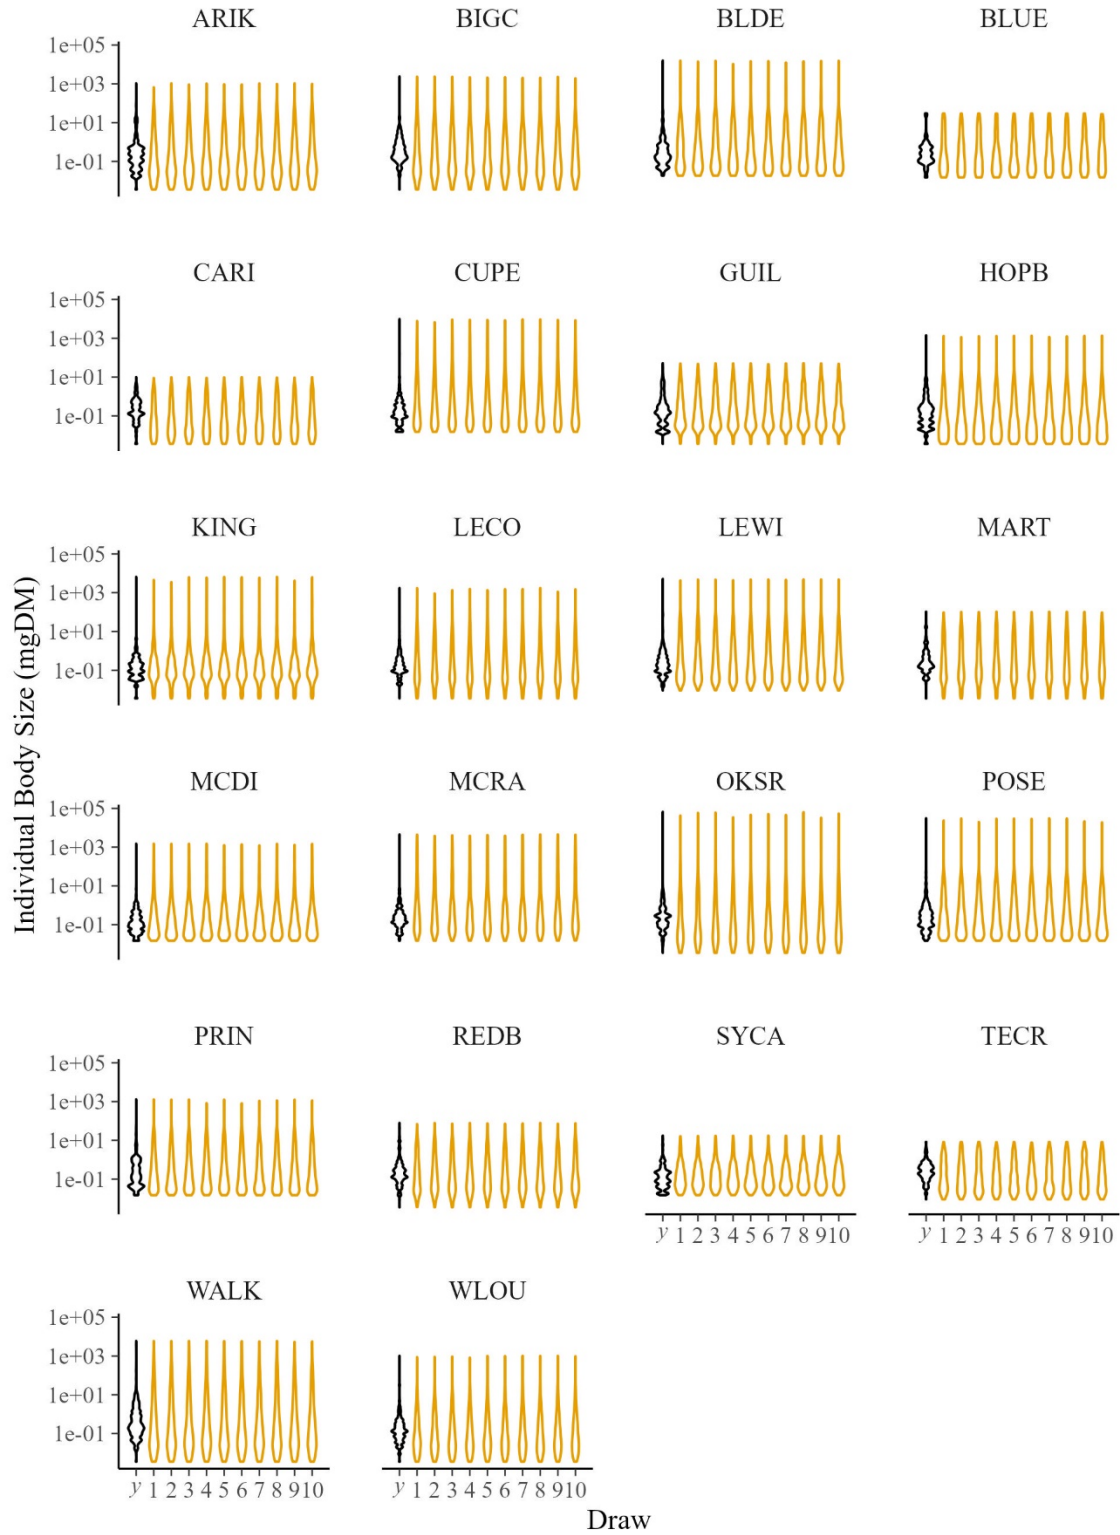 ARIK BIGC BLDE BLUE
1e+05
1e+03
1e+01
1e-01
CARI CUPE GUIL HOPB
1e+05
1e+03
1e+01
1e-01
KING LECO LEWI MART
1e+05
1e+03
1e+01
1e-01
Individual Body Size (mgDM)
MCDI MCRA OKSR POSE
1e+05
1e+03
1e+01
1e-01
PRIN REDB SYCA TECR
1e+05
1e+03
1e+01
1e-01
y 1 2 3 4 5 6 7 8 9 10 y 1 2 3 4 5 6 7 8 9 10
WALK WLOU
1e+05
1e+03
1e+01
1e-01
y 1 2 3 4 5 6 7 8 9 10 y 1 2 3 4 5 6 7 8 9 10
Draw